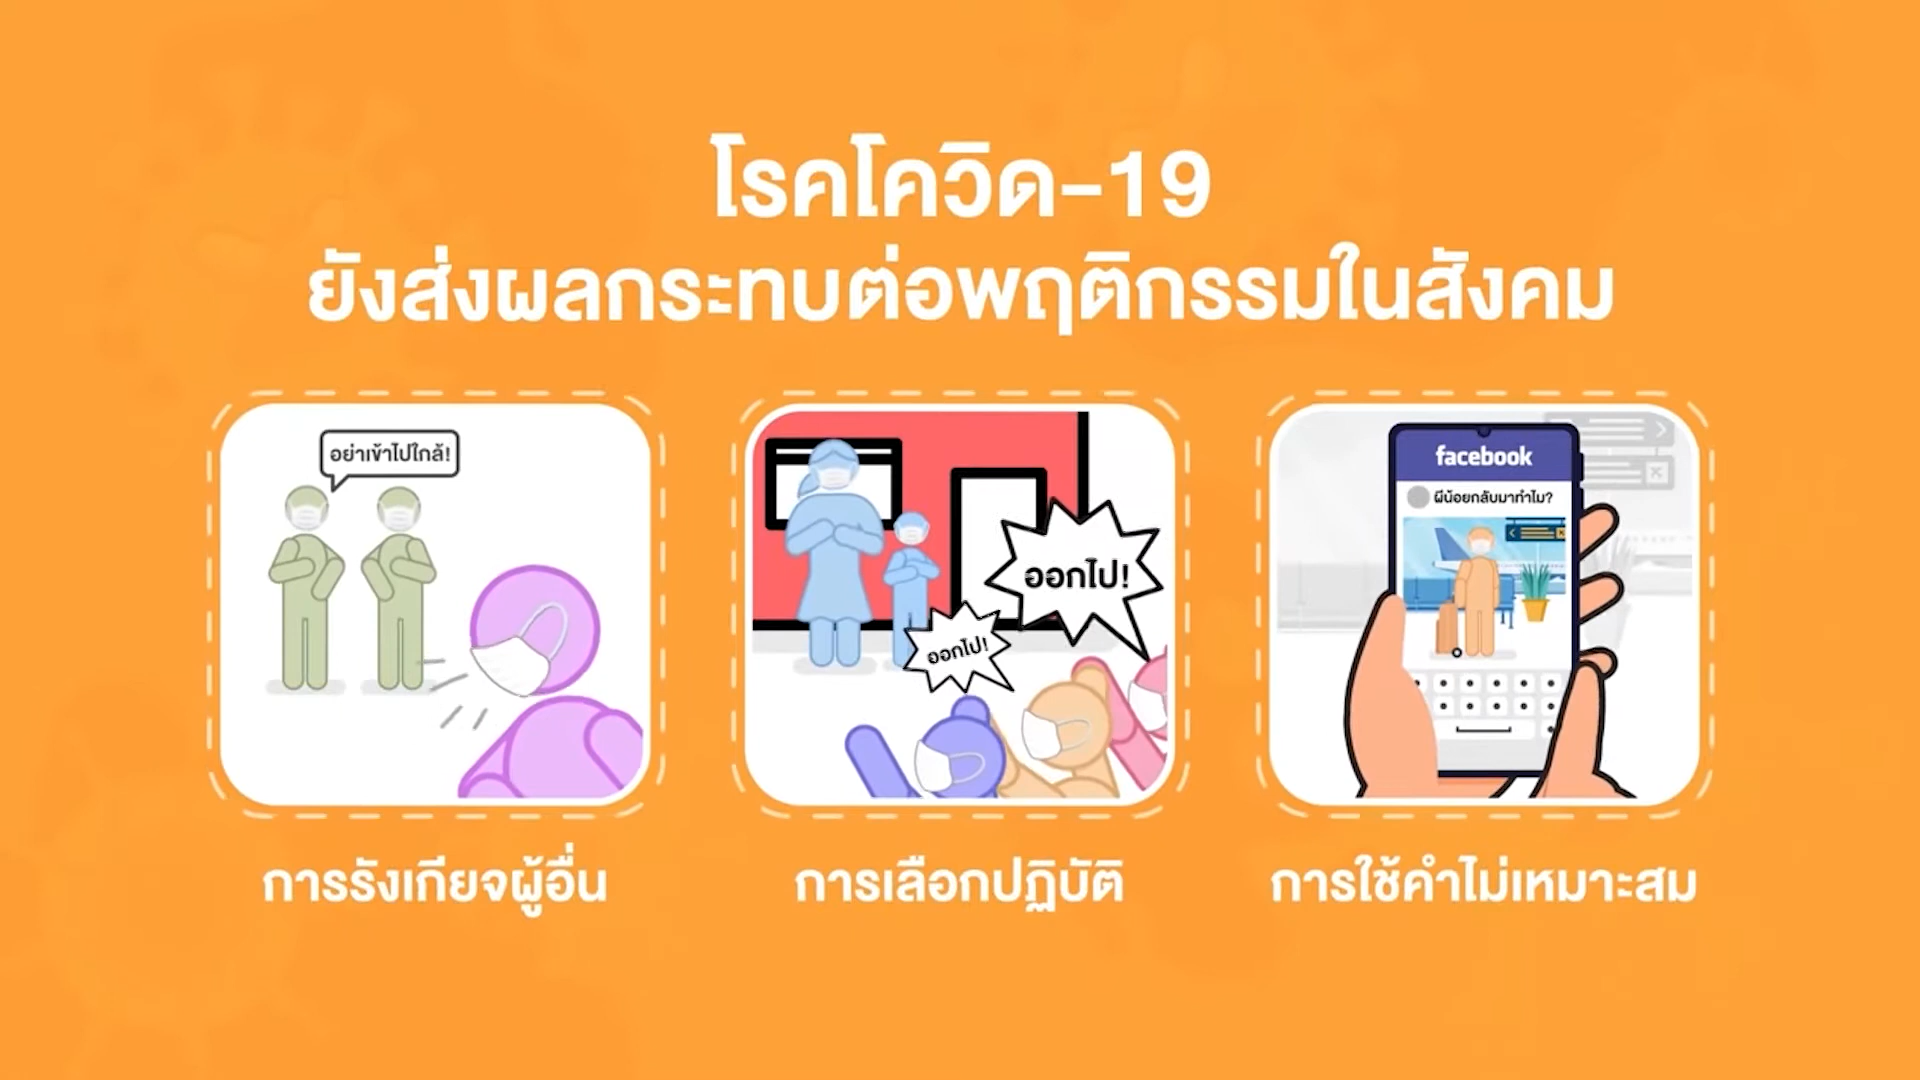 โรคโควิด-19
ยังส่งผลกระทบต่อพฤติกรรมในสังคม
อย่าเข้าไปใกล้!
ออกไป!
ออกไป!
facebook
ผีน้อยกลับมาทำไม?
การรังเกียจผู้อื่น
การเลือกปฏิบัติ
การใช้คำไม่เหมาะสม